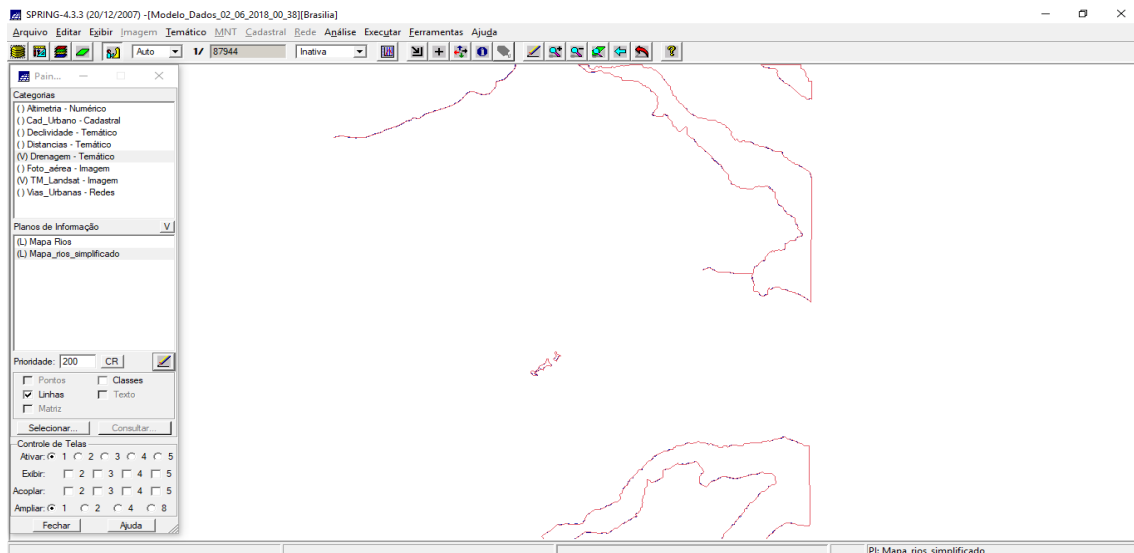 SPRING-4.3.3 (20/12/2007) -[Modelo_Dados_02_06_2018_00_38][Brasilia]
Arquivo Editar Exibir Imagem Temático MNT Cadastral Rede Análise Executar Ferramentas Ajuda
Auto 1/ 87944 Inativa
Pain...
Categorias
( ) Altimetria - Numérico
( ) Cad_Urbano - Cadastral
( ) Declividade - Temático
( ) Distancias - Temático
(V) Drenagem - Temático
( ) Foto_aérea - Imagem
(V) TM_Landsat - Imagem
( ) Vias_Urbanas - Redes
Planos de Informação V
(L) Mapa Rios
(L) Mapa_rios_simplificado
Prioridade: 200 CR
Pontos Classes
Linhas Texto
Matriz
Selecionar... Consultar...
Controle de Telas
Ativar: 1 2 3 4 5
Exibir: 2 3 4 5
Acoplar: 2 3 4 5
Ampliar: 1 2 4 8
Fechar Ajuda
PI: Mapa_rios_simplificado